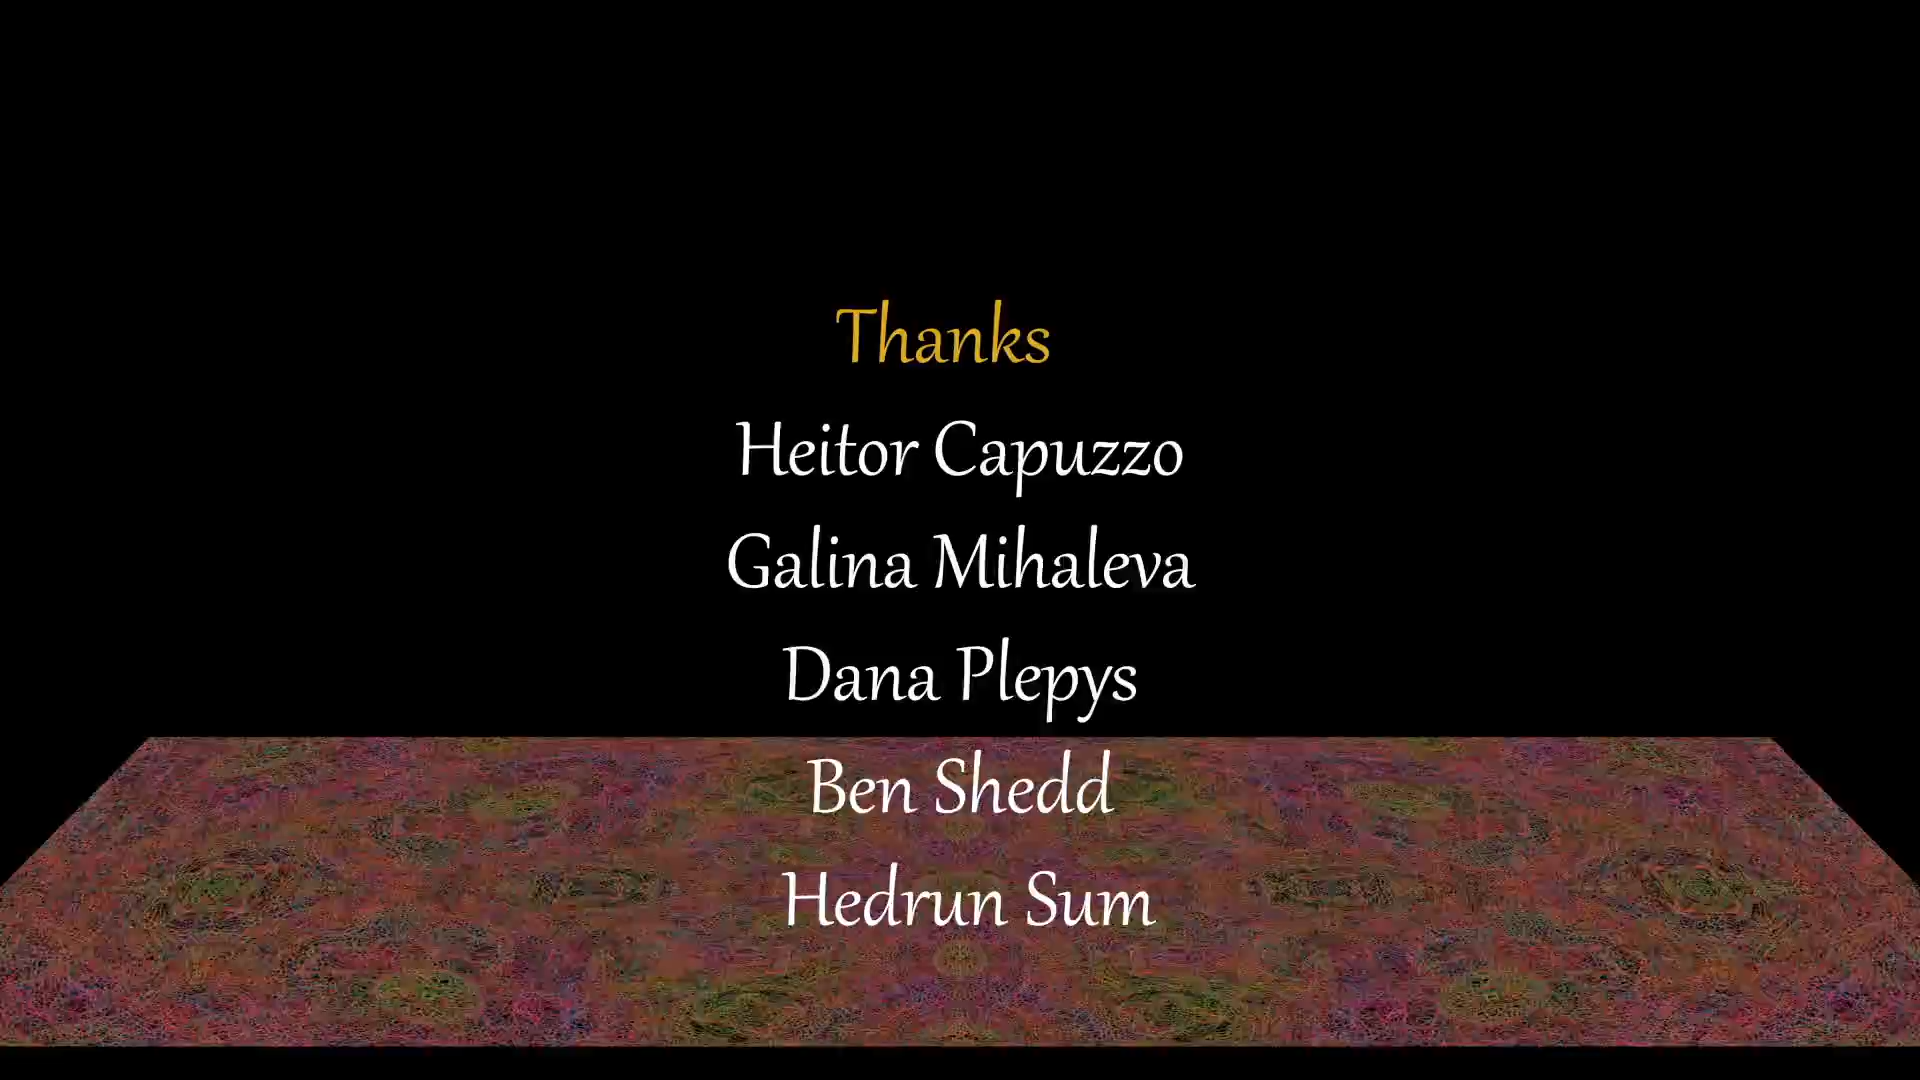 Thanks
Heitor Capuzzo
Galina Mihaleva
Dana Plepys
Ben Shedd
Hedrun Sum